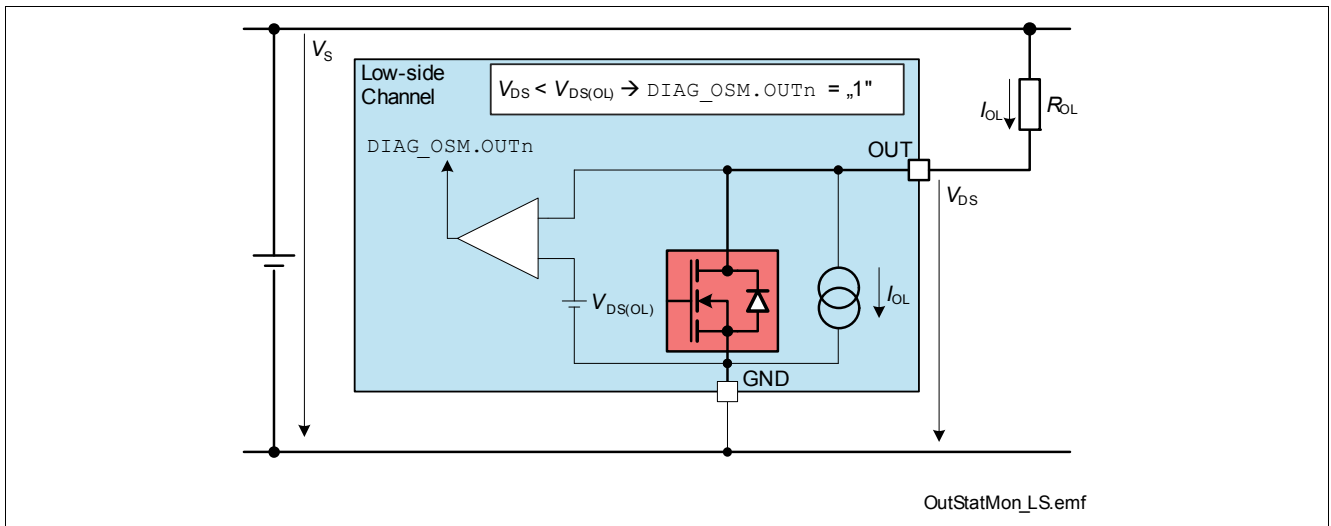 VS
Low-side
Channel
VDS < VDS(OL) → DIAG_OSM.OUTn = „1"
IOL
ROL
DIAG_OSM.OUTn
OUT
VDS
VDS(OL)
IOL
GND
OutStatMon_LS.emf